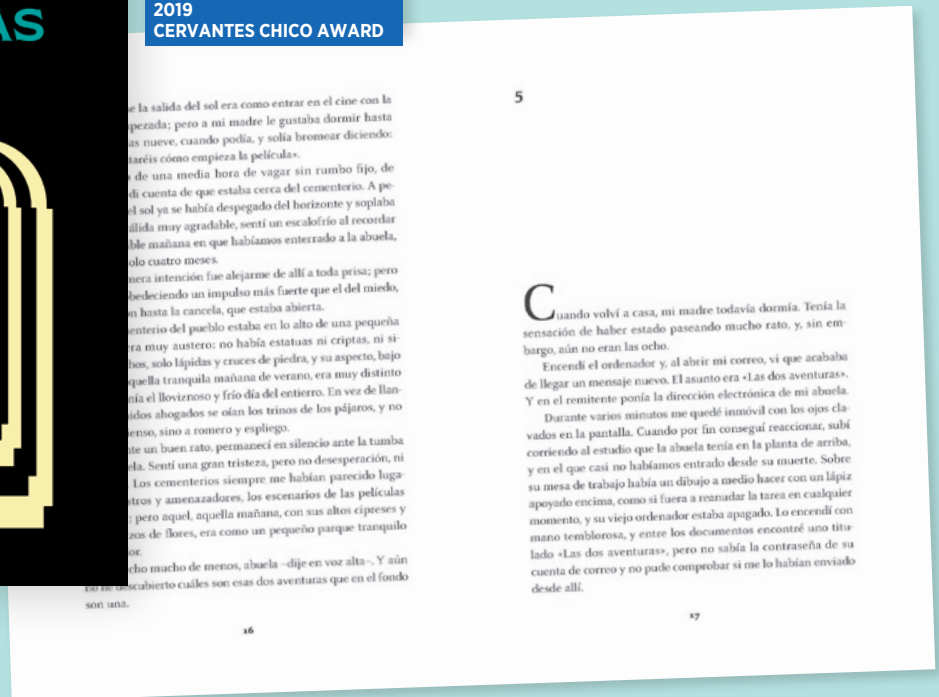 AS
2019
CERVANTES CHICO AWARD
la salida del sol era como entrar en el cine con la
pezada; pero a mi madre le gustaba dormir hasta
as nueve, cuando podía, y solía bromear diciendo:
taréis cómo empieza la película».
de una media hora de vagar sin rumbo fijo, de
di cuenta de que estaba cerca del cementerio. A pe-
el sol ya se había despegado del horizonte y soplaba
álida muy agradable, sentí un escalofrío al recordar
ble mañana en que habíamos enterrado a la abuela,
olo cuatro meses.
mera intención fue alejarme de allí a toda prisa; pero
bedeciendo un impulso más fuerte que el del miedo,
n hasta la cancela, que estaba abierta.
enterio del pueblo estaba en lo alto de una pequeña
ra muy austero: no había estatuas ni criptas, ni si-
bos, solo lápidas y cruces de piedra, y su aspecto, bajo
quella tranquila mañana de verano, era muy distinto
nía el lloviznoso y frío día del entierro. En vez de llan-
idos ahogados se oían los trinos de los pájaros, y no
enso, sino a romero y espliego.
te un buen rato, permanecí en silencio ante la tumba
ela. Sentí una gran tristeza, pero no desesperación, ni
Los cementerios siempre me habían parecido luga-
tros y amenazadores, los escenarios de las películas
; pero aquel, aquella mañana, con sus altos cipreses y
zos de flores, era como un pequeño parque tranquilo
or.
cho mucho de menos, abuela –dije en voz alta–. Y aún
no he descubierto cuáles son esas dos aventuras que en el fondo
son una.
16
5
Cuando volví a casa, mi madre todavía dormía. Tenía la
sensación de haber estado paseando mucho rato, y, sin em-
bargo, aún no eran las ocho.
Encendí el ordenador y, al abrir mi correo, vi que acababa
de llegar un mensaje nuevo. El asunto era «Las dos aventuras».
Y en el remitente ponía la dirección electrónica de mi abuela.
Durante varios minutos me quedé inmóvil con los ojos cla-
vados en la pantalla. Cuando por fin conseguí reaccionar, subí
corriendo al estudio que la abuela tenía en la planta de arriba,
y en el que casi no habíamos entrado desde su muerte. Sobre
su mesa de trabajo había un dibujo a medio hacer con un lápiz
apoyado encima, como si fuera a reanudar la tarea en cualquier
momento, y su viejo ordenador estaba apagado. Lo encendí con
mano temblorosa, y entre los documentos encontré uno titu-
lado «Las dos aventuras», pero no sabía la contraseña de su
cuenta de correo y no pude comprobar si me lo habían enviado
desde allí.
17